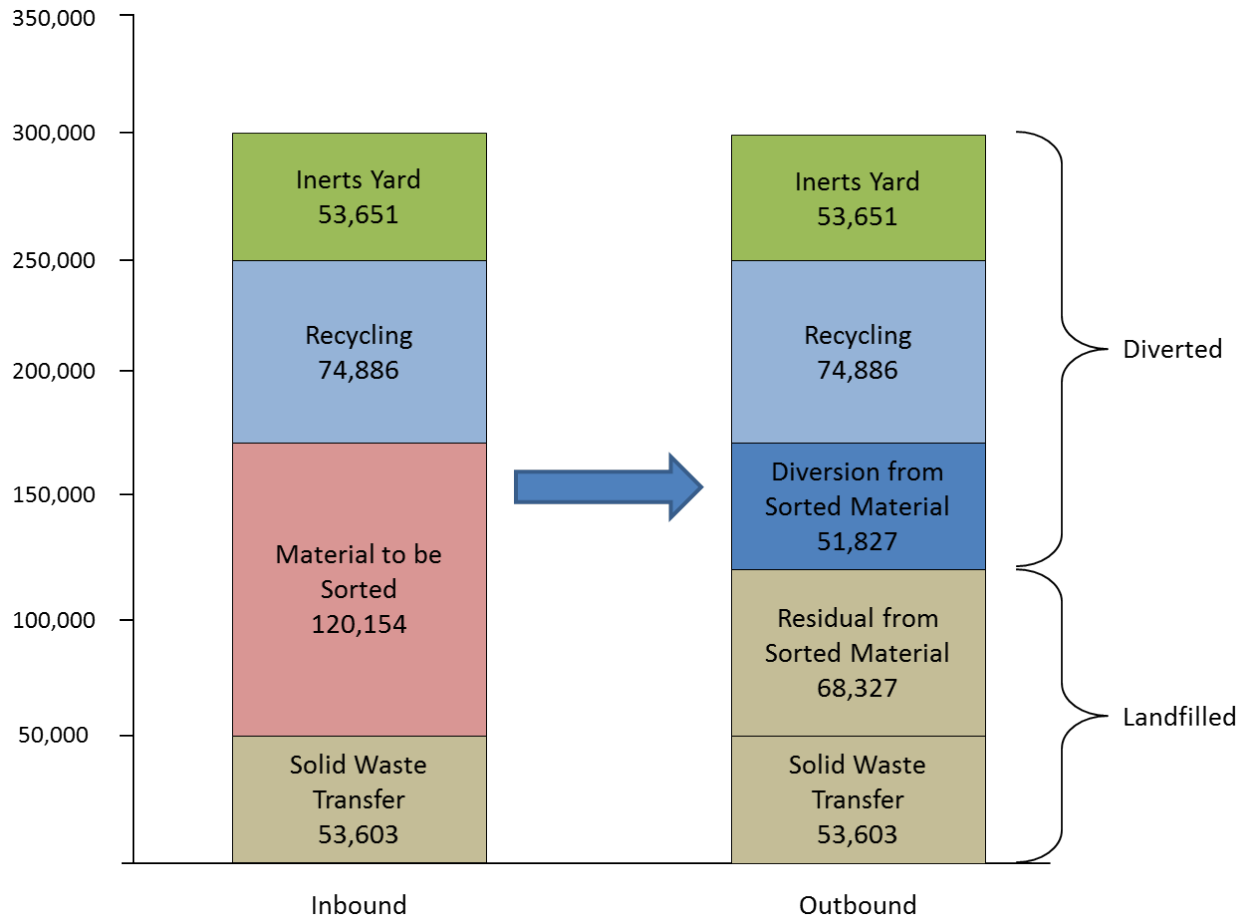 350,000
300,000
250,000
200,000
150,000
100,000
50,000
Inerts Yard
53,651
Recycling
74,886
Material to be
Sorted
120,154
Solid Waste
Transfer
53,603
Inbound
Inerts Yard
53,651
Recycling
74,886
Diversion from
Sorted Material
51,827
Residual from
Sorted Material
68,327
Solid Waste
Transfer
53,603
Outbound
Diverted
Landfilled